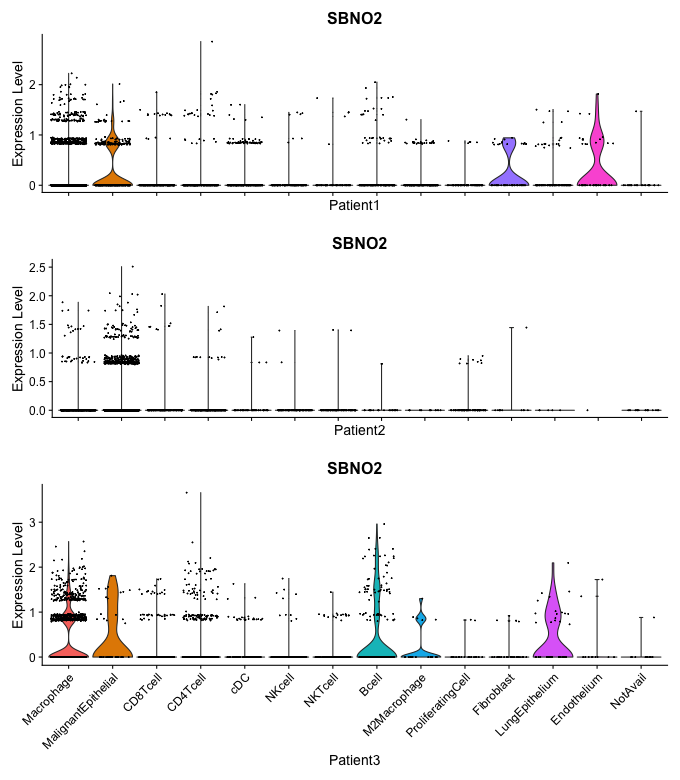 SBNO2
Expression Level
2
1
0
Patient1
SBNO2
Expression Level
2.5
2.0
1.5
1.0
0.5
0.0
Patient2
SBNO2
Expression Level
3
2
1
0
Macrophage
MalignantEpithelial
CD8Tcell
CD4Tcell
cDC
NKcell
NKTcell
Bcell
M2Macrophage
ProliferatingCell
Fibroblast
LungEpithelium
Endothelium
NotAvail
Patient3